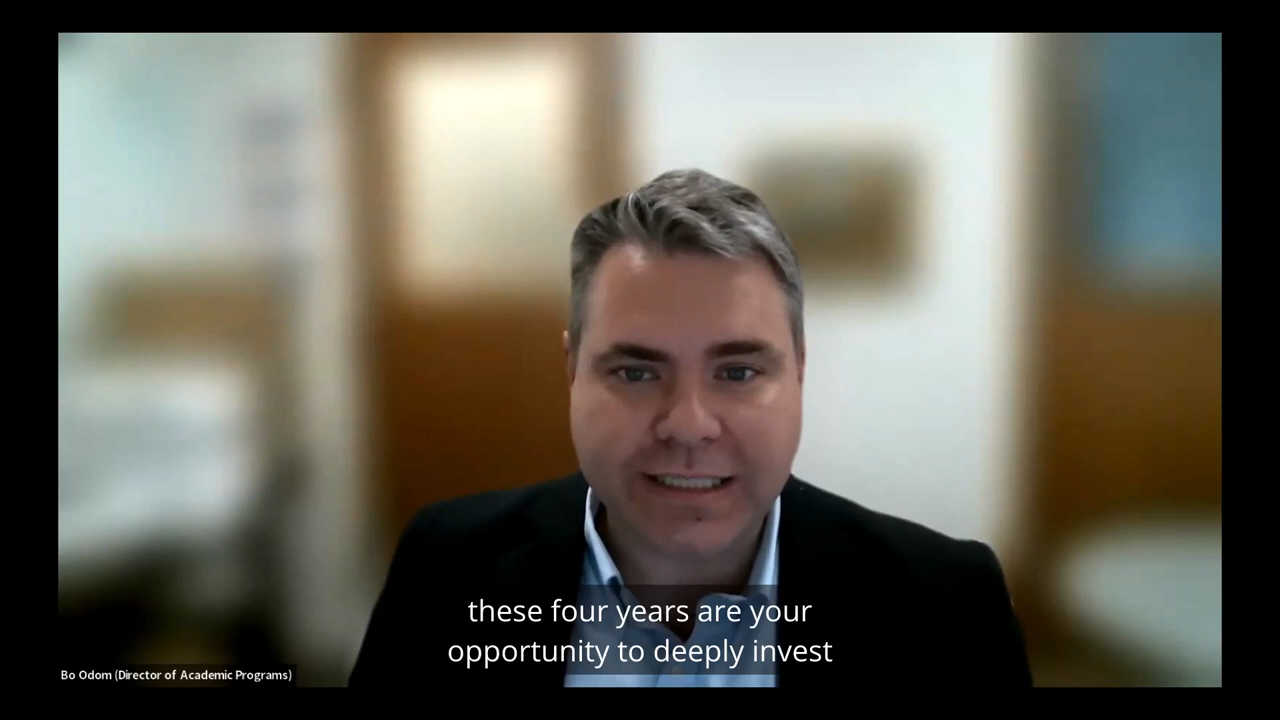 these four years are your
opportunity to deeply invest
Bo Odom (Director of Academic Programs)